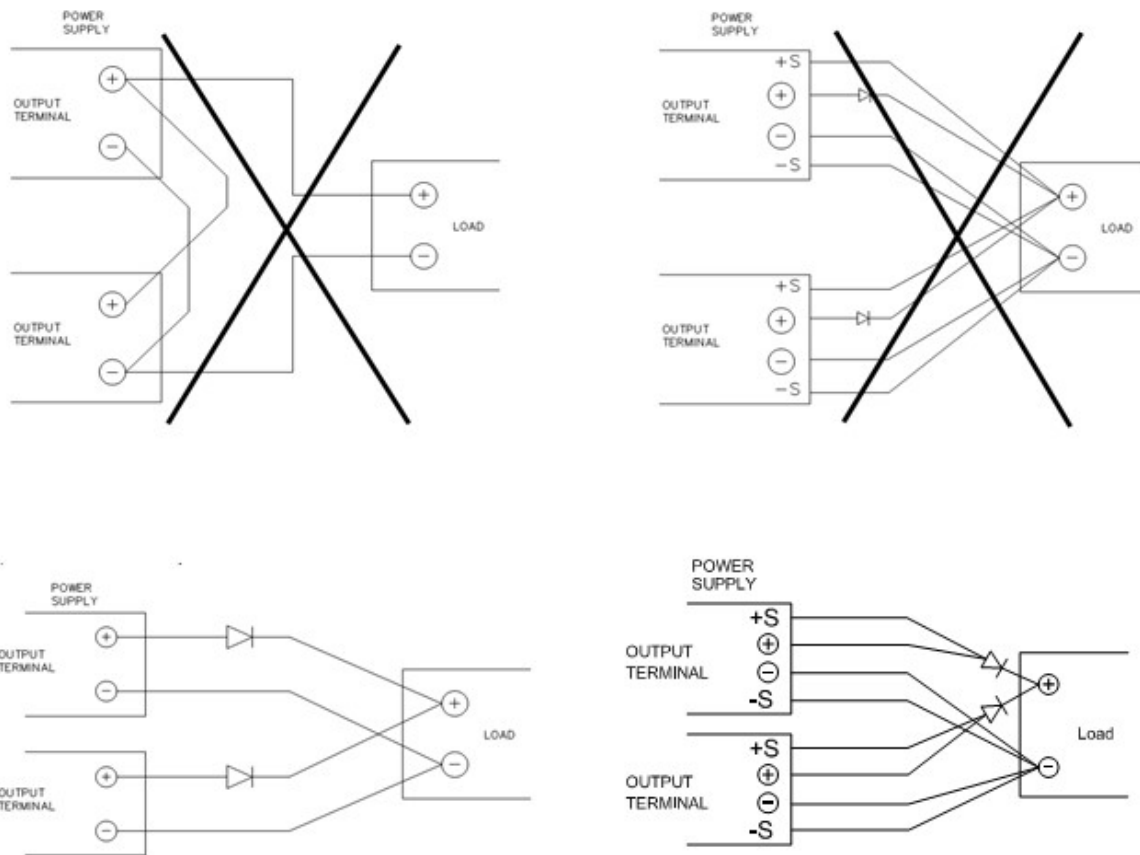 POWER
SUPPLY
+
OUTPUT
TERMINAL
−
+
OUTPUT
TERMINAL
−
+
LOAD
−
POWER
SUPPLY
+S
+
OUTPUT
TERMINAL
−
−S
+S
+
OUTPUT
TERMINAL
−
−S
+
LOAD
−
POWER
SUPPLY
+
OUTPUT
TERMINAL
−
+
OUTPUT
TERMINAL
−
+
LOAD
−
POWER
SUPPLY
+S
+
OUTPUT
TERMINAL
−
-S
+S
+
OUTPUT
TERMINAL
−
-S
+
Load
−